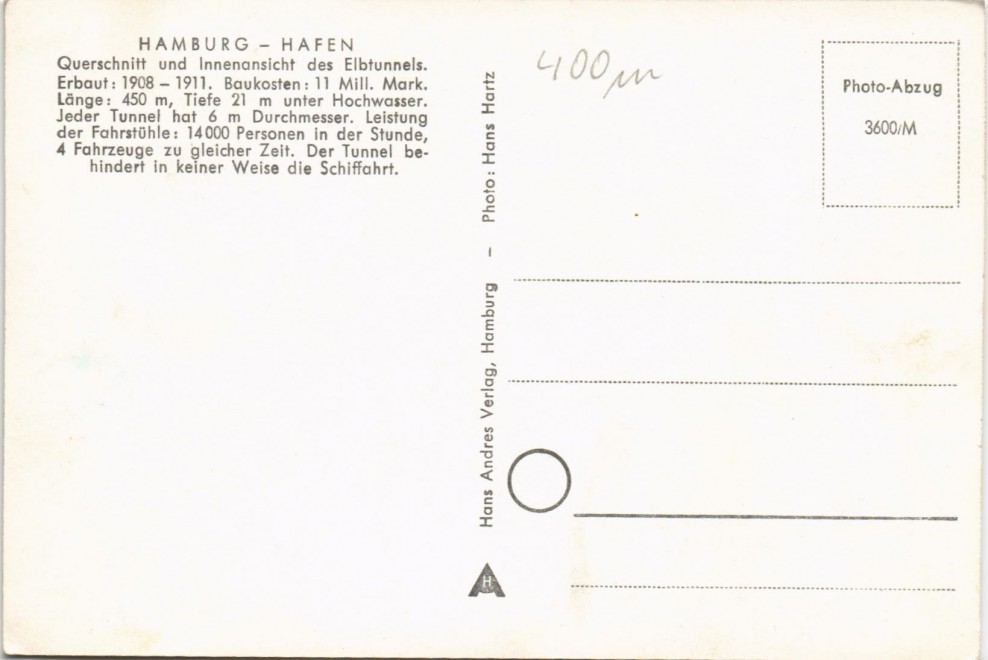 HAMBURG – HAFEN
Querschnitt und Innenansicht des Elbtunnels.
Erbaut: 1908 – 1911. Baukosten: 11 Mill. Mark.
Länge: 450 m, Tiefe 21 m unter Hochwasser.
Jeder Tunnel hat 6 m Durchmesser. Leistung
der Fahrstühle: 14000 Personen in der Stunde,
4 Fahrzeuge zu gleicher Zeit. Der Tunnel be-
hindert in keiner Weise die Schiffahrt.
Hans Andres Verlag, Hamburg – Photo: Hans Hartz
H
400m
Photo-Abzug
3600/M